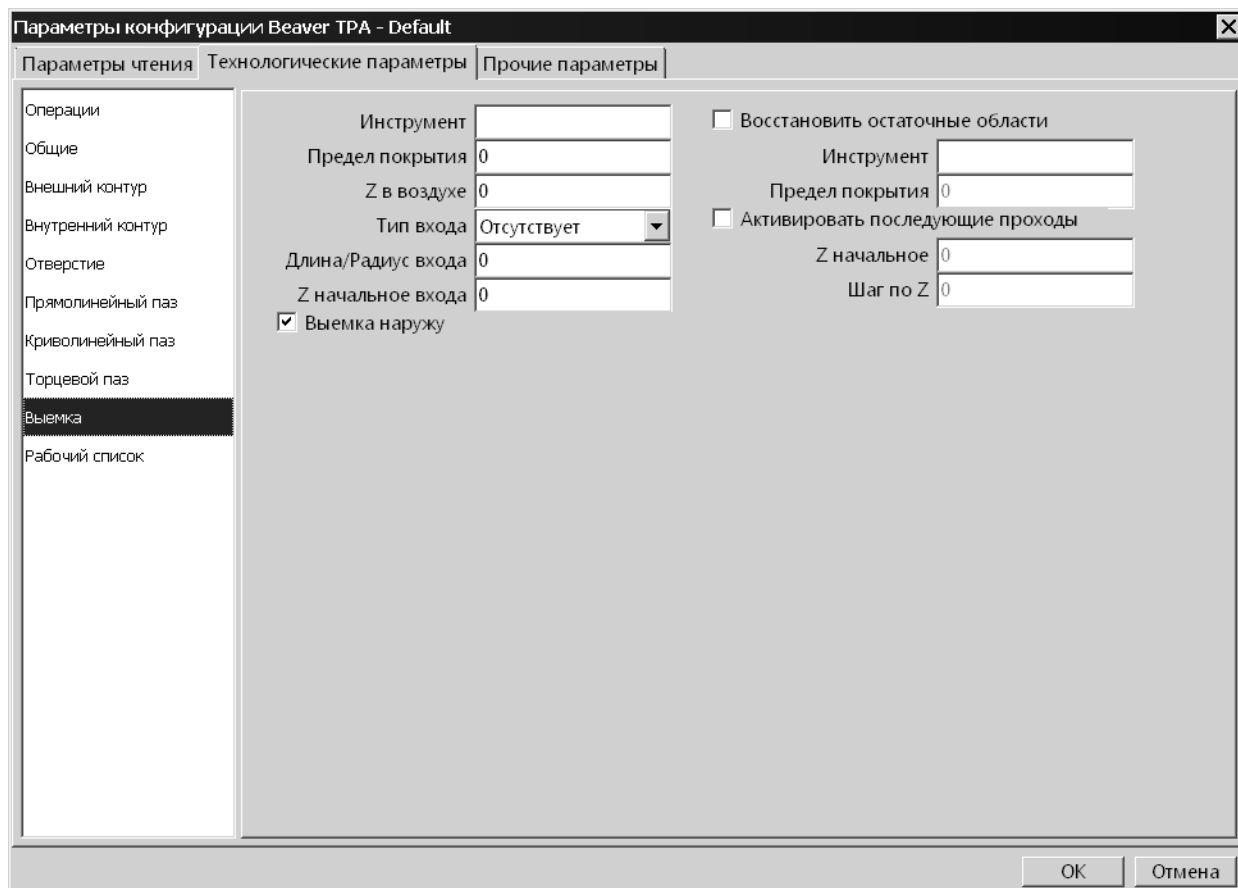 Параметры конфигурации Beaver TPA - Default
Параметры чтения
Технологические параметры
Прочие параметры
Операции
Общие
Внешний контур
Внутренний контур
Отверстие
Прямолинейный паз
Криволинейный паз
Торцевой паз
Выемка
Рабочий список
Инструмент
Предел покрытия 0
Z в воздухе 0
Тип входа Отсутствует
Длина/Радиус входа 0
Z начальное входа 0
Выемка наружу
Восстановить остаточные области
Инструмент
Предел покрытия 0
Активировать последующие проходы
Z начальное 0
Шаг по Z 0
OK
Отмена